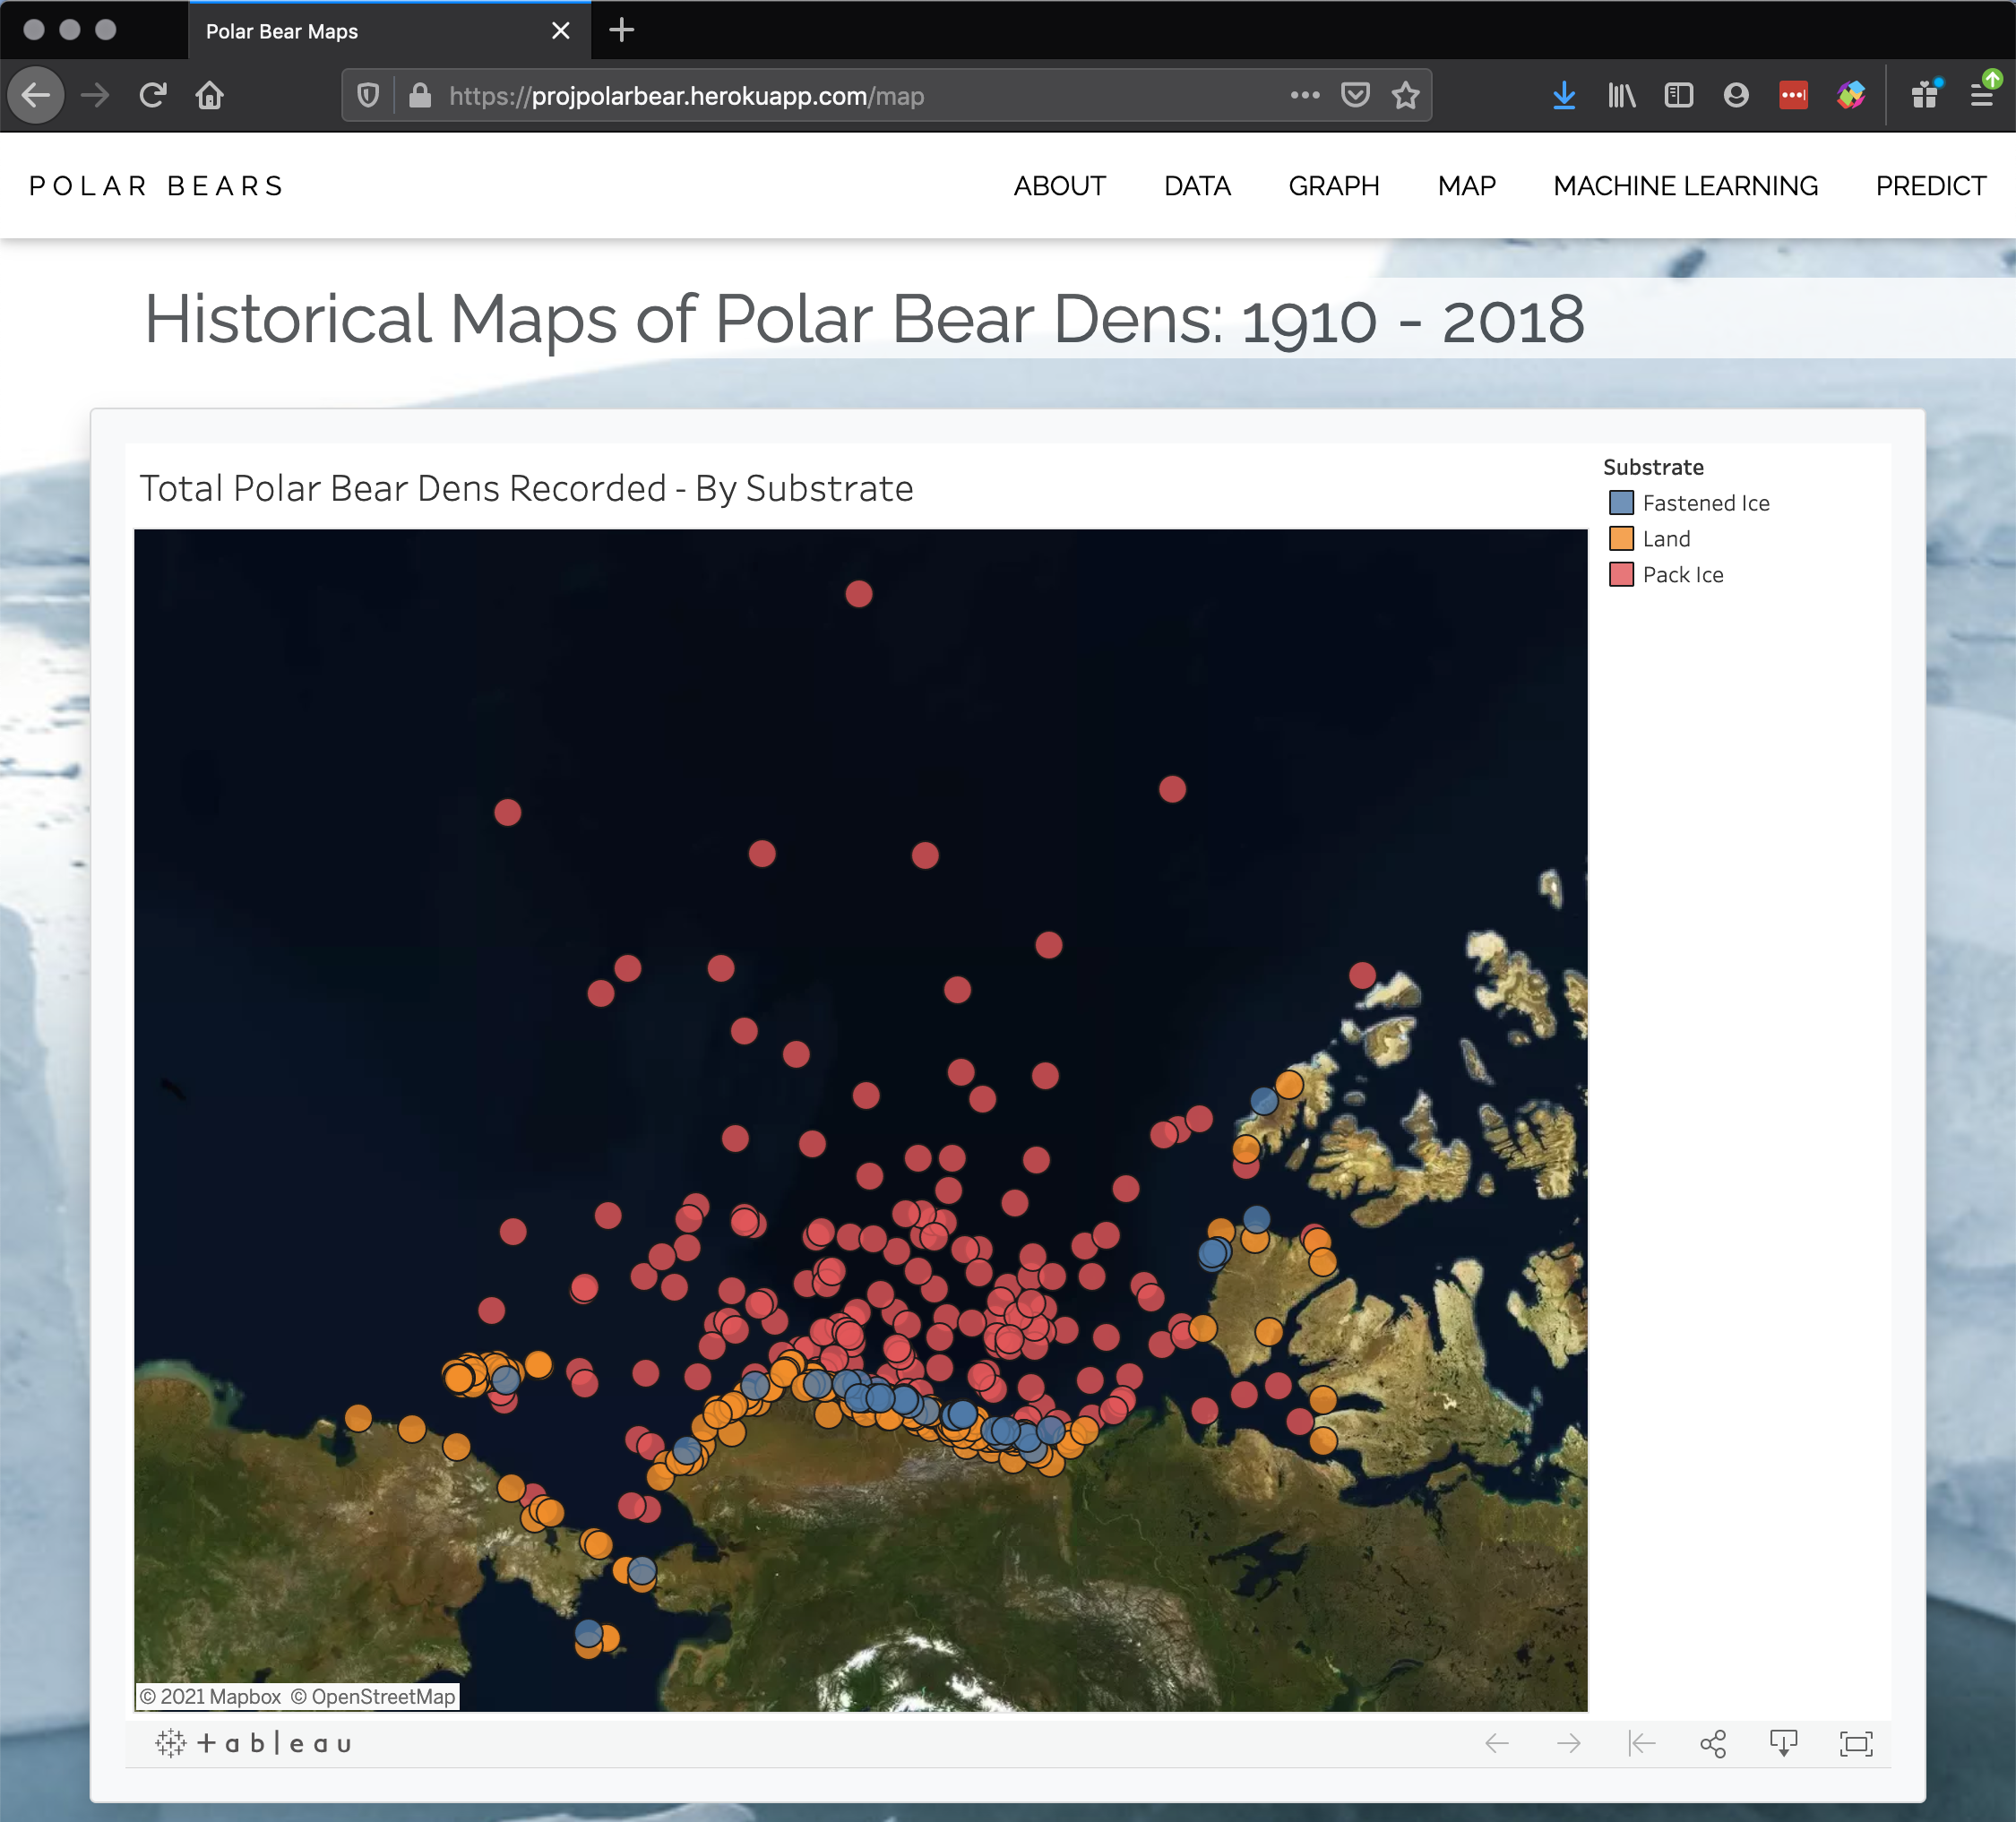 Polar Bear Maps
https://projpolarbear.herokuapp.com/map
POLAR BEARS
ABOUT DATA GRAPH MAP MACHINE LEARNING PREDICT
Historical Maps of Polar Bear Dens: 1910 - 2018
Total Polar Bear Dens Recorded - By Substrate
Substrate
Fastened Ice
Land
Pack Ice
© 2021 Mapbox © OpenStreetMap
+ableau